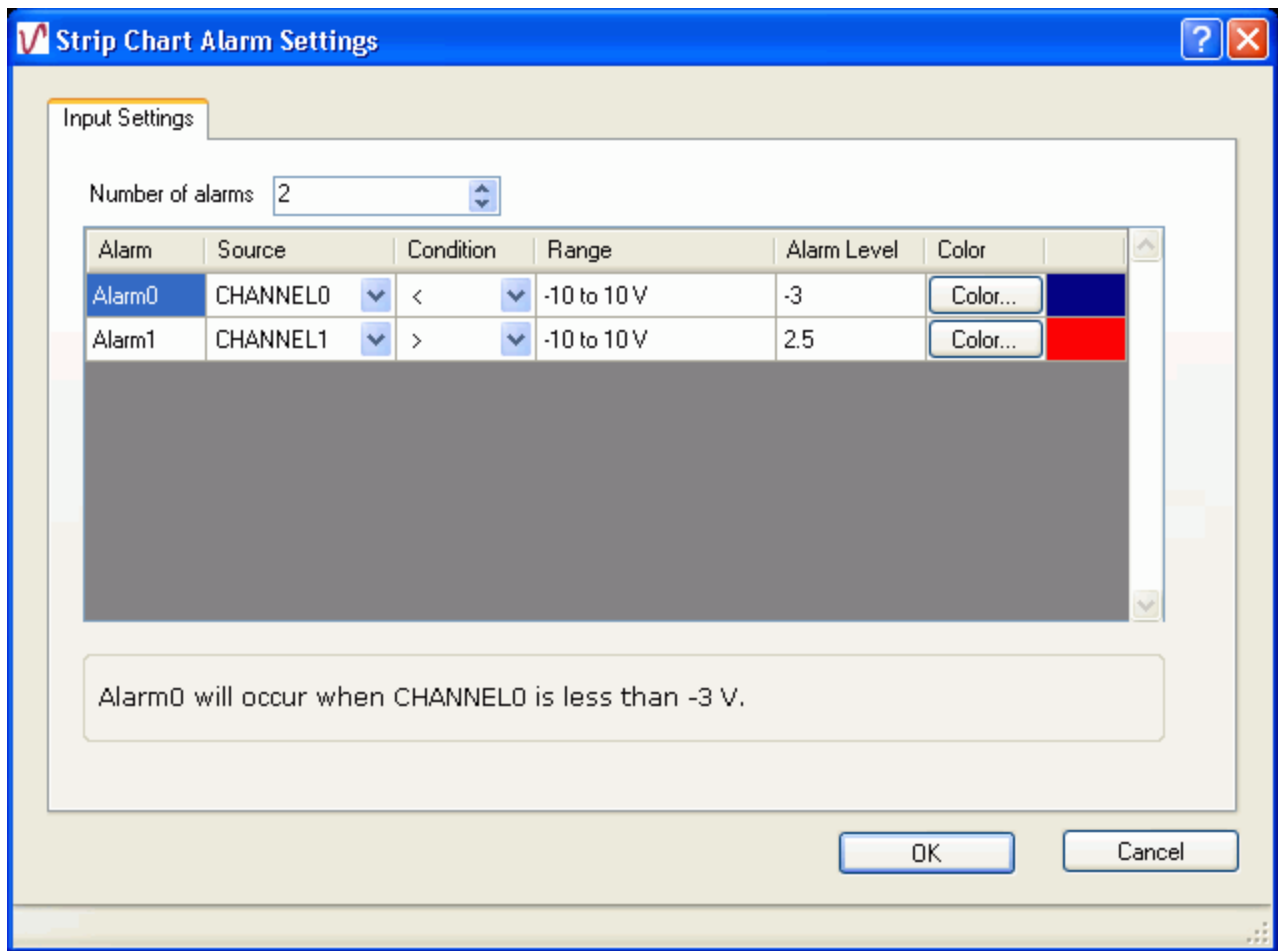 Strip Chart Alarm Settings
Input Settings
Number of alarms 2
Alarm Source Condition Range Alarm Level Color
Alarm0 CHANNEL0 < -10 to 10 V -3 Color...
Alarm1 CHANNEL1 > -10 to 10 V 2.5 Color...
Alarm0 will occur when CHANNEL0 is less than -3 V.
OK Cancel